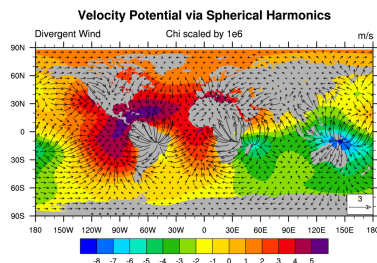 Velocity Potential via Spherical Harmonics
Divergent Wind Chi scaled by 1e6 m/s
90N
60N
30N
0
30S
60S
90S
3
180 150W 120W 90W 60W 30W 0 30E 60E 90E 120E 150E 180
-8 -7 -6 -5 -4 -3 -2 -1 0 1 2 3 4 5